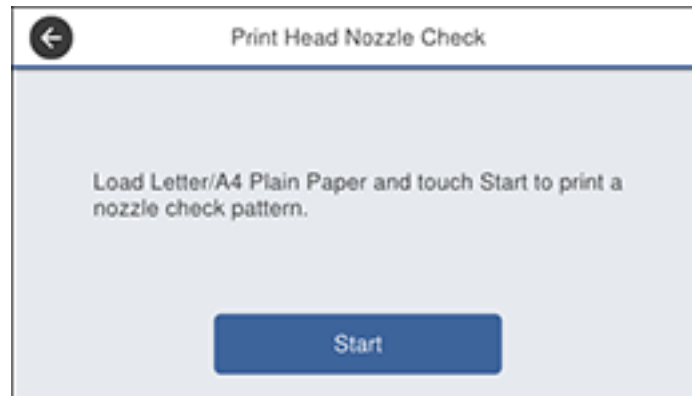 Print Head Nozzle Check
Load Letter/A4 Plain Paper and touch Start to print a
nozzle check pattern.
Start